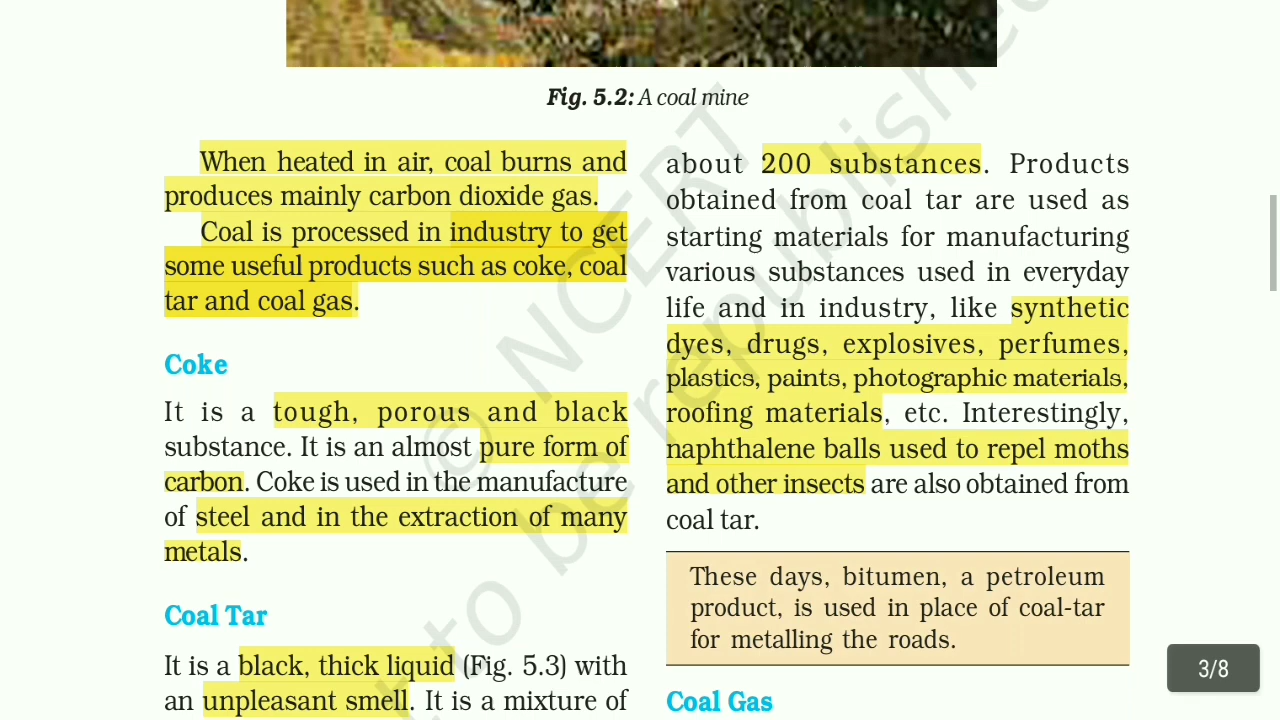 Fig. 5.2: A coal mine
When heated in air, coal burns and
produces mainly carbon dioxide gas.
Coal is processed in industry to get
some useful products such as coke, coal
tar and coal gas.
Coke
It is a tough, porous and black
substance. It is an almost pure form of
carbon. Coke is used in the manufacture
of steel and in the extraction of many
metals.
Coal Tar
It is a black, thick liquid (Fig. 5.3) with
an unpleasant smell. It is a mixture of
about 200 substances. Products
obtained from coal tar are used as
starting materials for manufacturing
various substances used in everyday
life and in industry, like synthetic
dyes, drugs, explosives, perfumes,
plastics, paints, photographic materials,
roofing materials, etc. Interestingly,
naphthalene balls used to repel moths
and other insects are also obtained from
coal tar.
These days, bitumen, a petroleum
product, is used in place of coal-tar
for metalling the roads.
Coal Gas
© NCERT
to be republished
3/8